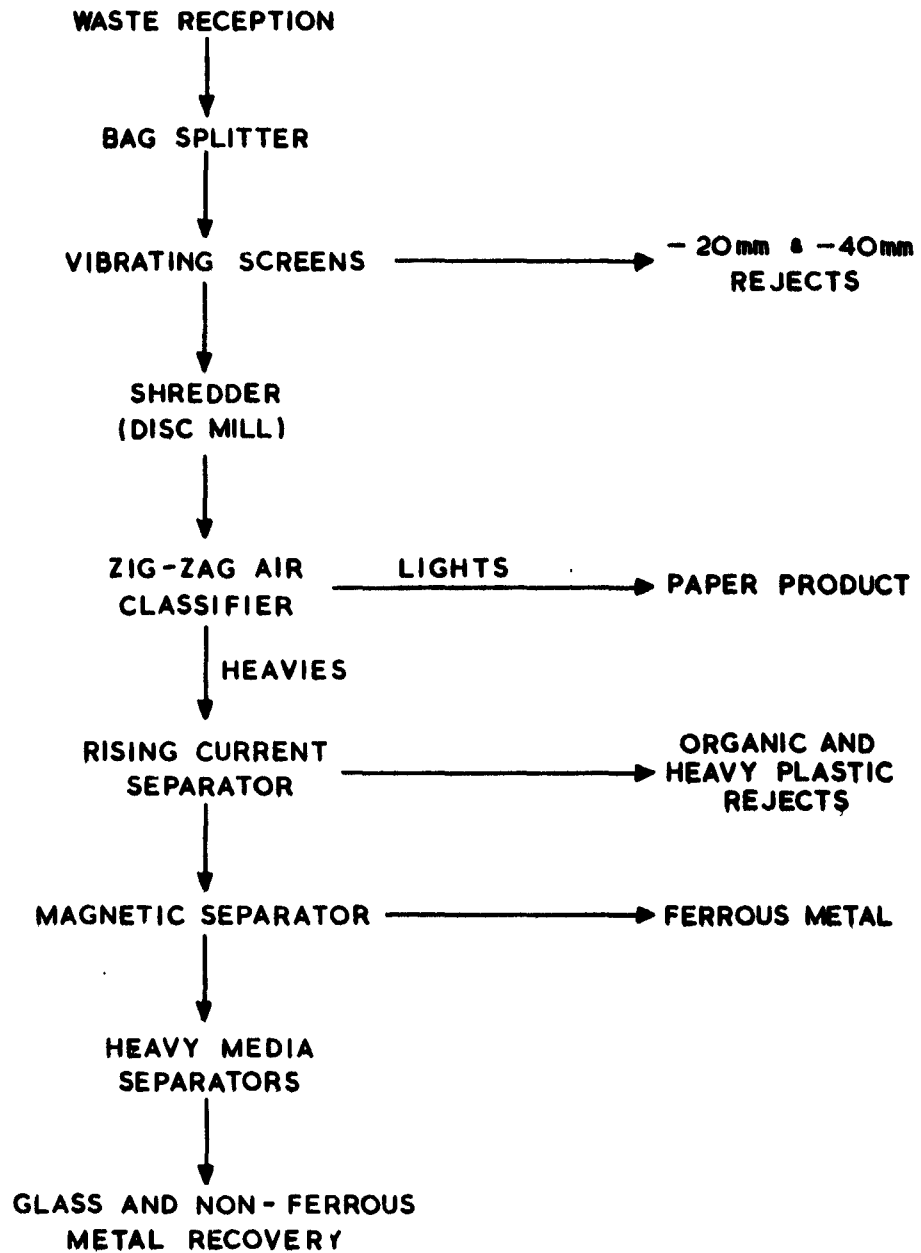 WASTE RECEPTION
BAG SPLITTER
VIBRATING SCREENS
-20mm & -40mm
REJECTS
SHREDDER
(DISC MILL)
ZIG-ZAG AIR
CLASSIFIER
LIGHTS
PAPER PRODUCT
HEAVIES
RISING CURRENT
SEPARATOR
ORGANIC AND
HEAVY PLASTIC
REJECTS
MAGNETIC SEPARATOR
FERROUS METAL
HEAVY MEDIA
SEPARATORS
GLASS AND NON-FERROUS
METAL RECOVERY